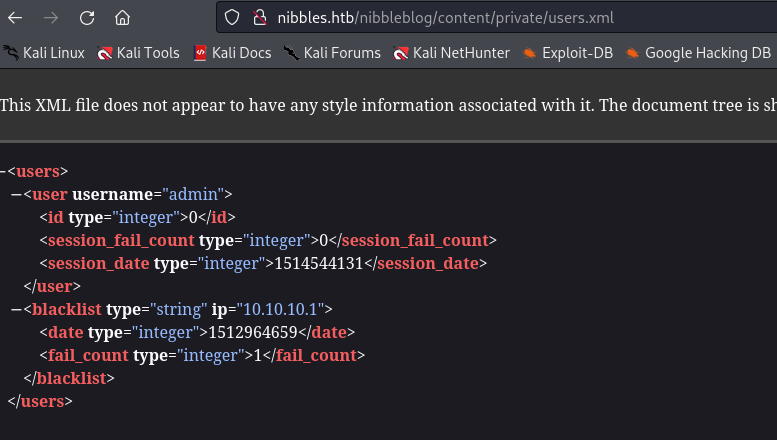 nibbles.htb/nibbleblog/content/private/users.xml
Kali Linux Kali Tools Kali Docs Kali Forums Kali NetHunter Exploit-DB Google Hacking DB
This XML file does not appear to have any style information associated with it. The document tree is sh
−<users>
−<user username="admin">
<id type="integer">0</id>
<session_fail_count type="integer">0</session_fail_count>
<session_date type="integer">1514544131</session_date>
</user>
−<blacklist type="string" ip="10.10.10.1">
<date type="integer">1512964659</date>
<fail_count type="integer">1</fail_count>
</blacklist>
</users>